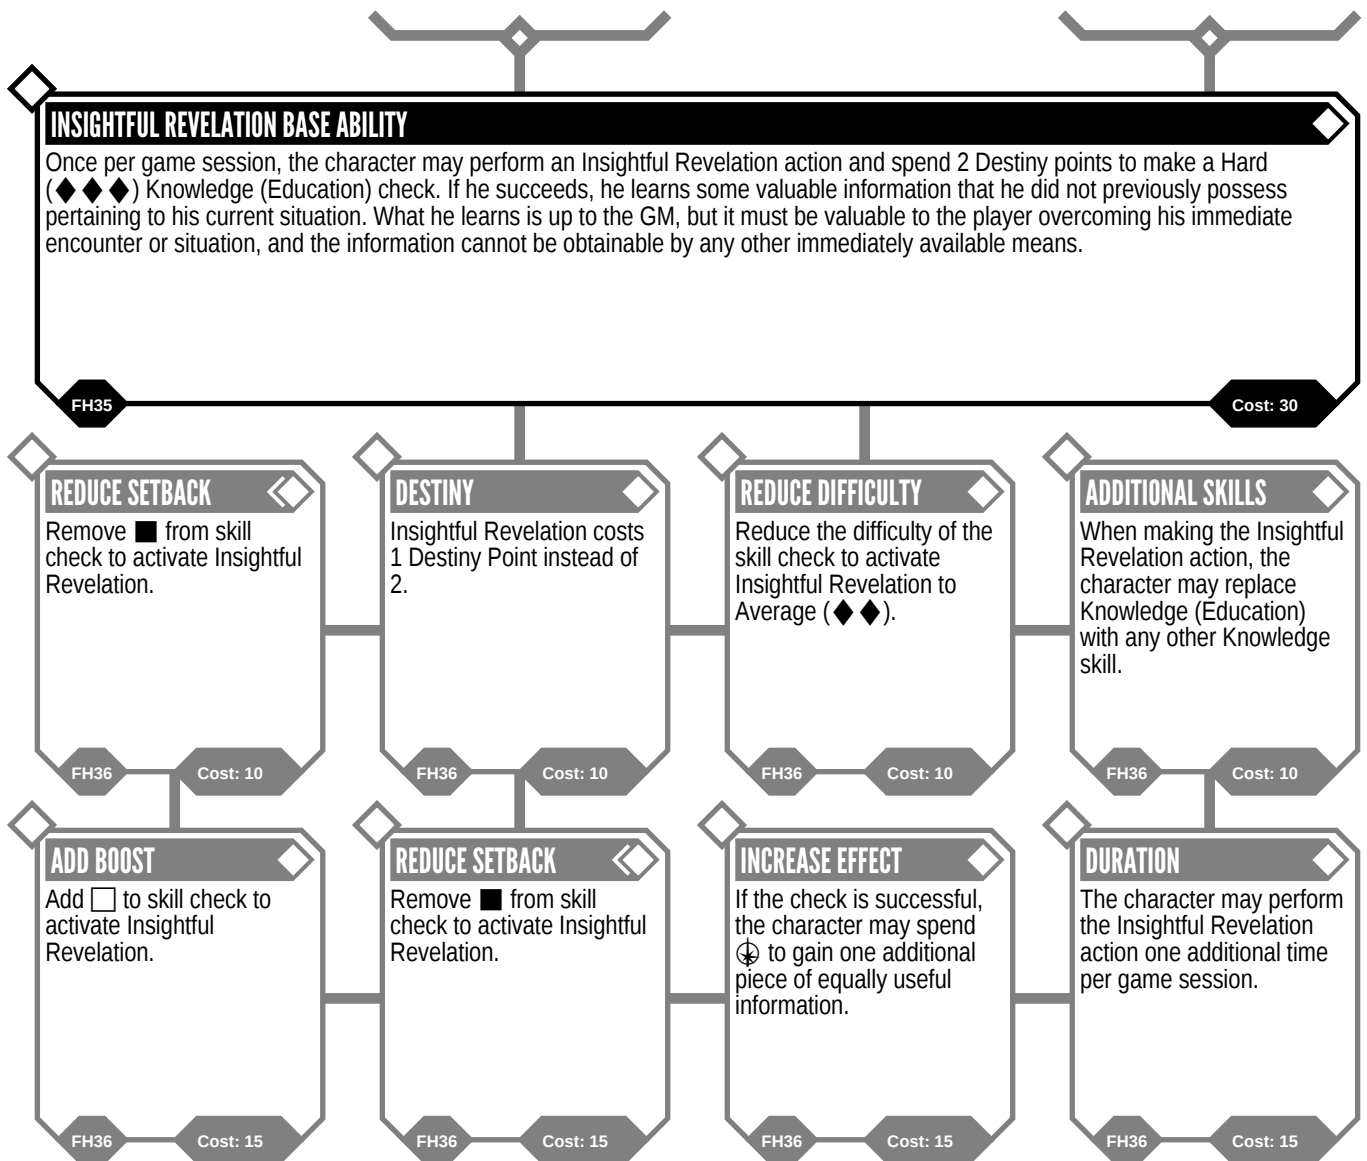 INSIGHTFUL REVELATION BASE ABILITY
Once per game session, the character may perform an Insightful Revelation action and spend 2 Destiny points to make a Hard
(♦♦♦) Knowledge (Education) check. If he succeeds, he learns some valuable information that he did not previously possess
pertaining to his current situation. What he learns is up to the GM, but it must be valuable to the player overcoming his immediate
encounter or situation, and the information cannot be obtainable by any other immediately available means.
FH35
Cost: 30
REDUCE SETBACK
Remove ■ from skill
check to activate Insightful
Revelation.
FH36
Cost: 10
DESTINY
Insightful Revelation costs
1 Destiny Point instead of
2.
FH36
Cost: 10
REDUCE DIFFICULTY
Reduce the difficulty of the
skill check to activate
Insightful Revelation to
Average (♦♦).
FH36
Cost: 10
ADDITIONAL SKILLS
When making the Insightful
Revelation action, the
character may replace
Knowledge (Education)
with any other Knowledge
skill.
FH36
Cost: 10
ADD BOOST
Add □ to skill check to
activate Insightful
Revelation.
FH36
Cost: 15
REDUCE SETBACK
Remove ■ from skill
check to activate Insightful
Revelation.
FH36
Cost: 15
INCREASE EFFECT
If the check is successful,
the character may spend
to gain one additional
piece of equally useful
information.
FH36
Cost: 15
DURATION
The character may perform
the Insightful Revelation
action one additional time
per game session.
FH36
Cost: 15